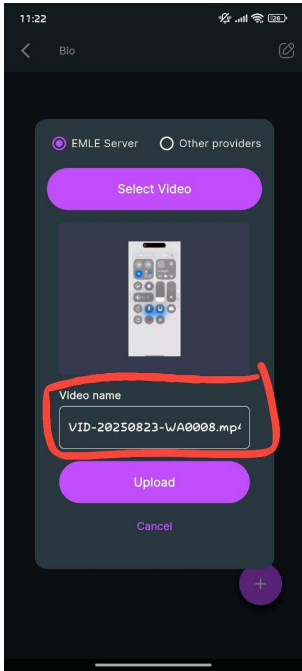 11:22
26
Bio
EMLE Server
Other providers
Select Video
Video name
VID-20250823-WA0008.mp4
Upload
Cancel
+